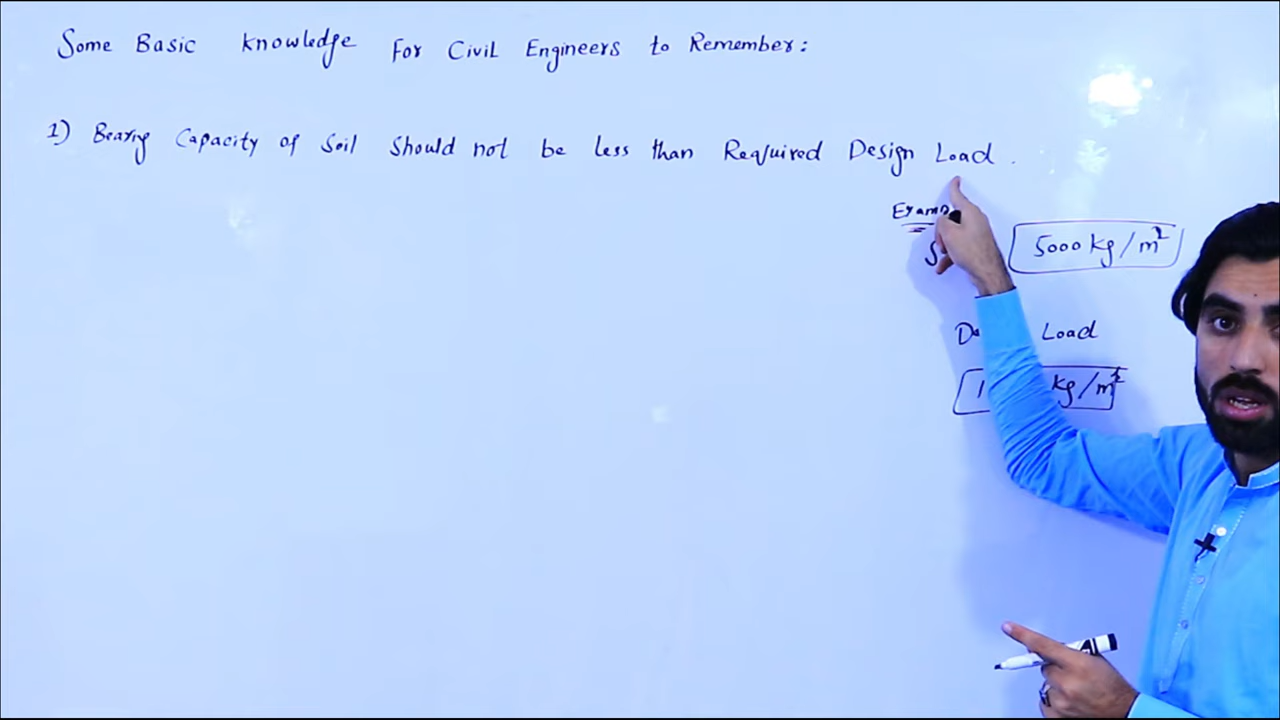 Some Basic Knowledge For Civil Engineers to Remember:
1) Bearing Capacity of Soil Should not be less than Required Design Load.
5000 kg/m²
Load
kg/m²